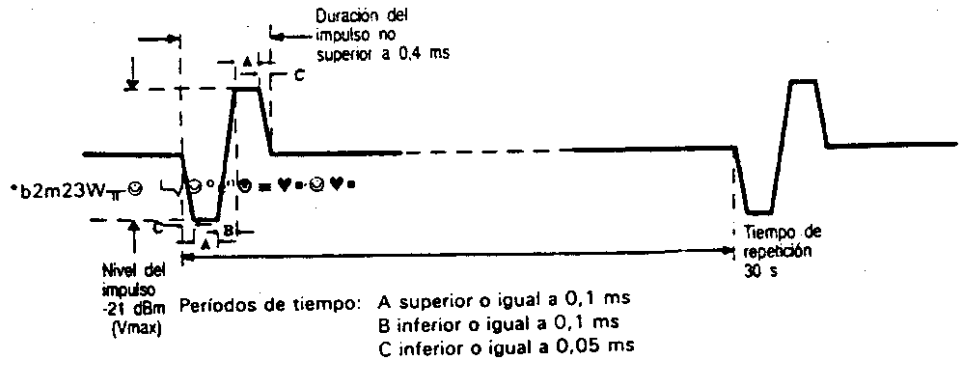 Duración del
impulso no
superior a 0,4 ms
A
C
*b2m23W
C
B
A
Nivel del
impulso
-21 dBm
(Vmax)
Tiempo de
repetición
30 s
Períodos de tiempo: A superior o igual a 0,1 ms
B inferior o igual a 0,1 ms
C inferior o igual a 0,05 ms